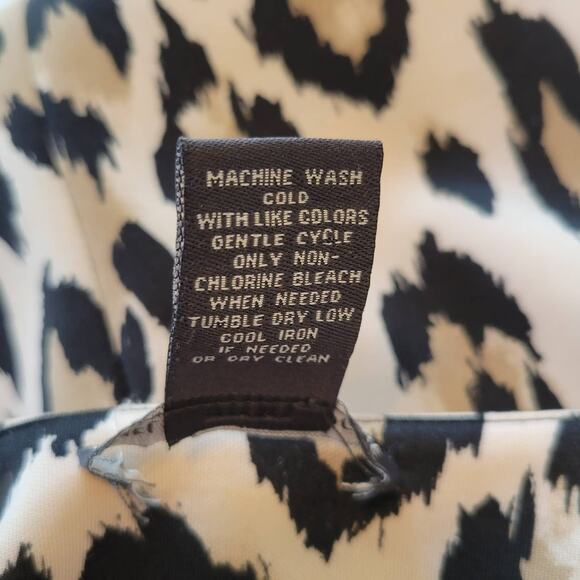 MACHINE WASH
COLD
WITH LIKE COLORS
GENTLE CYCLE
ONLY NON-
CHLORINE BLEACH
WHEN NEEDED
TUMBLE DRY LOW
COOL IRON
IF NEEDED
OR DRY CLEAN